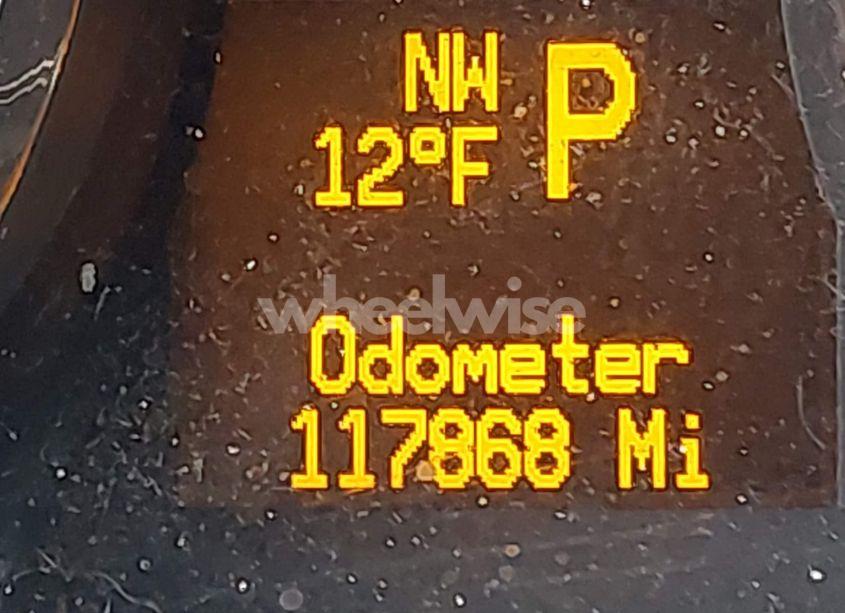 NW P
12°F
wheelwise
Odometer
117868 Mi